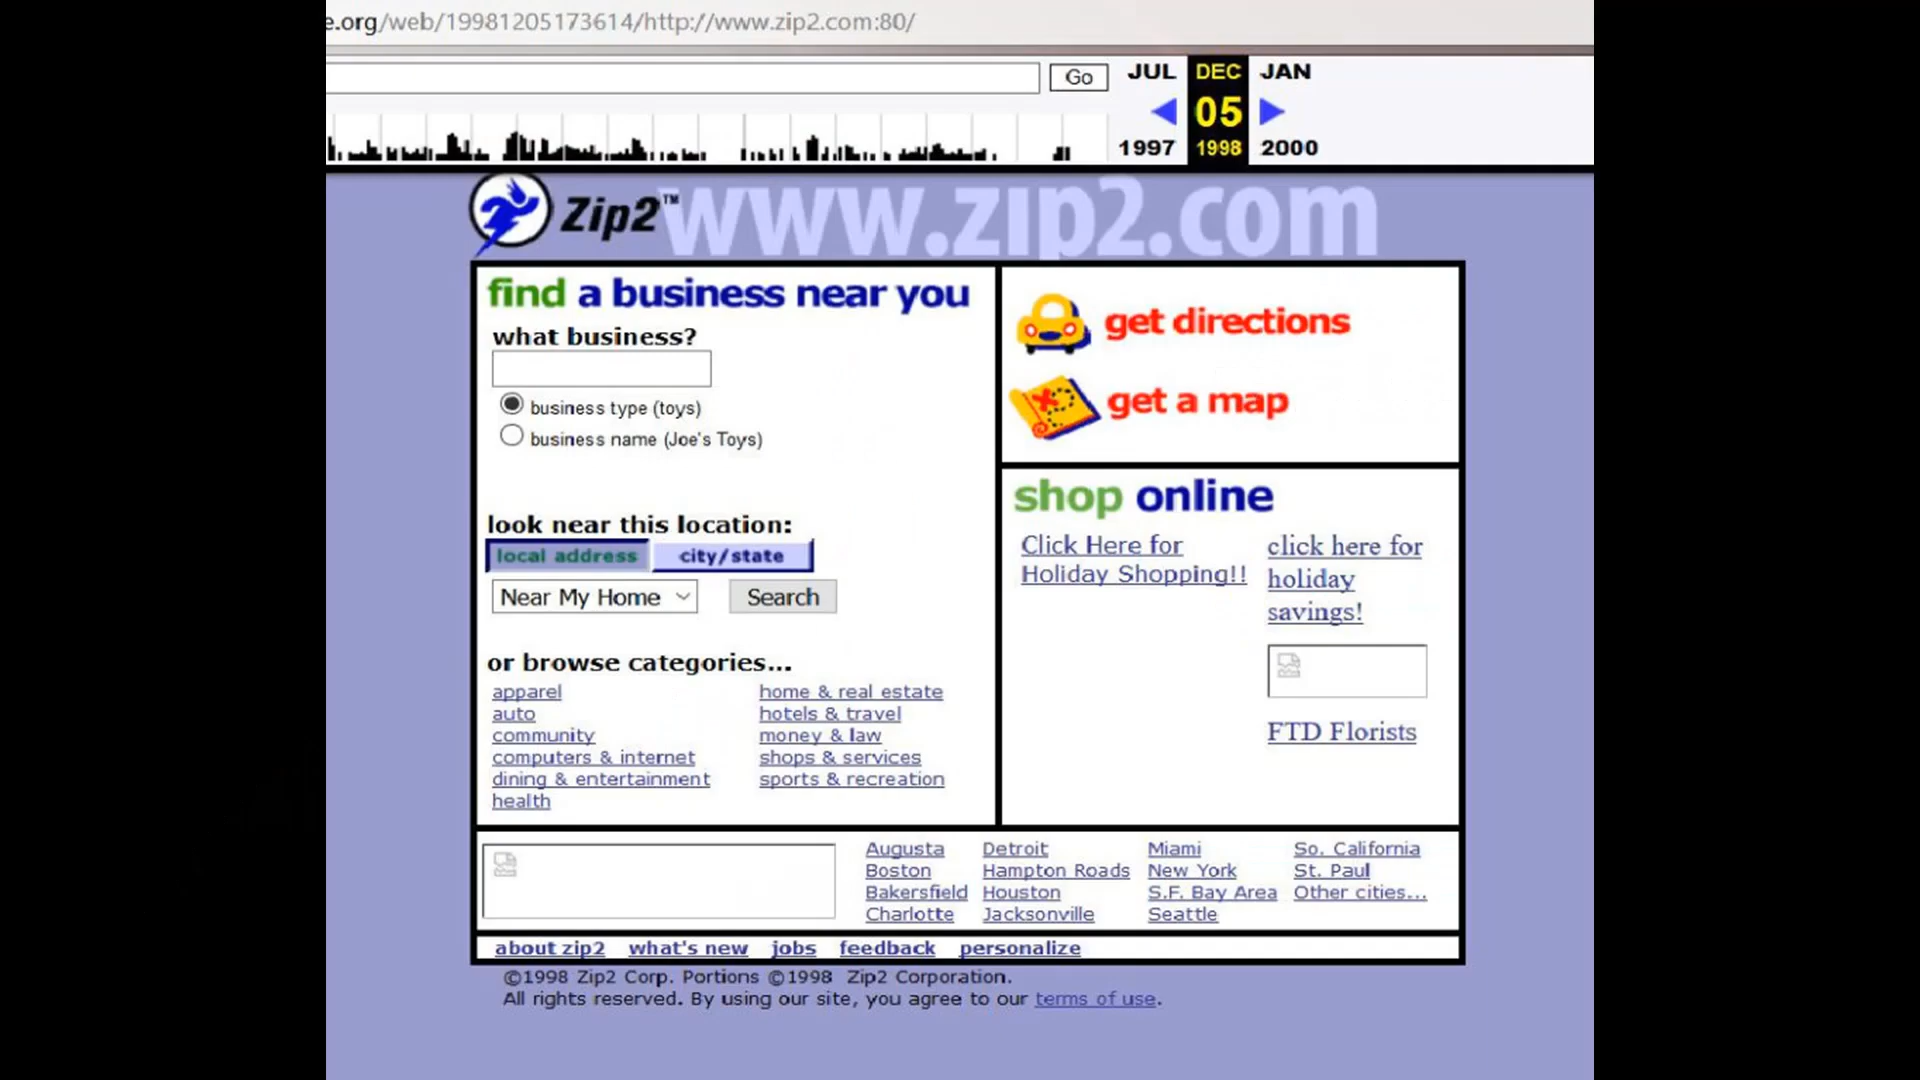 e.org/web/19981205173614/http://www.zip2.com:80/
Go
JUL DEC JAN
05
1997 1998 2000
Zip2™
www.zip2.com
find a business near you
what business?
business type (toys)
business name (Joe's Toys)
look near this location:
local address city/state
Near My Home Search
or browse categories...
apparel
auto
community
computers & internet
dining & entertainment
health
home & real estate
hotels & travel
money & law
shops & services
sports & recreation
get directions
get a map
shop online
Click Here for
Holiday Shopping!!
click here for
holiday
savings!
FTD Florists
Augusta Detroit Miami So. California
Boston Hampton Roads New York St. Paul
Bakersfield Houston S.F. Bay Area Other cities...
Charlotte Jacksonville Seattle
about zip2 what's new jobs feedback personalize
©1998 Zip2 Corp. Portions ©1998 Zip2 Corporation.
All rights reserved. By using our site, you agree to our terms of use.